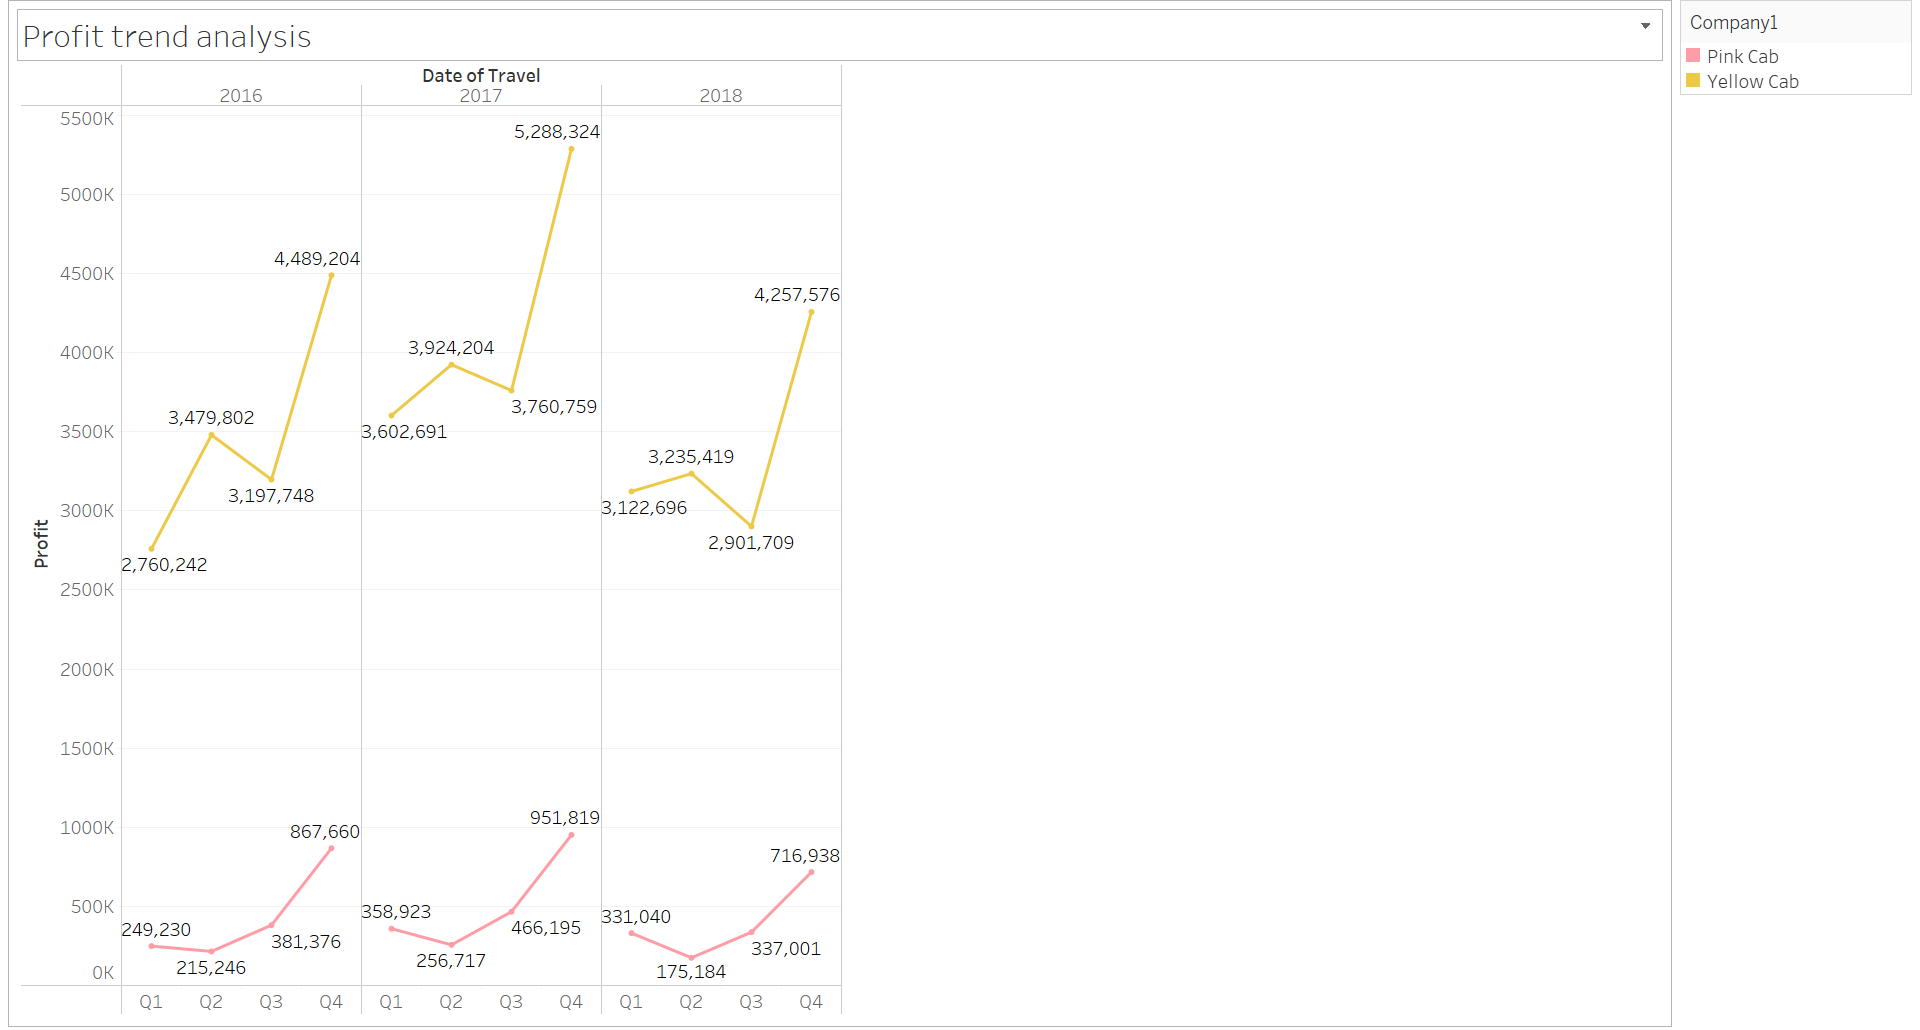 Profit trend analysis
Company1
Pink Cab
Yellow Cab
Date of Travel
2016 2017 2018
Profit
5500K
5000K
4500K
4000K
3500K
3000K
2500K
2000K
1500K
1000K
500K
0K
2,760,242
3,479,802
3,197,748
4,489,204
3,602,691
3,924,204
3,760,759
5,288,324
3,122,696
3,235,419
2,901,709
4,257,576
249,230
215,246
381,376
867,660
358,923
256,717
466,195
951,819
331,040
175,184
337,001
716,938
Q1 Q2 Q3 Q4 Q1 Q2 Q3 Q4 Q1 Q2 Q3 Q4